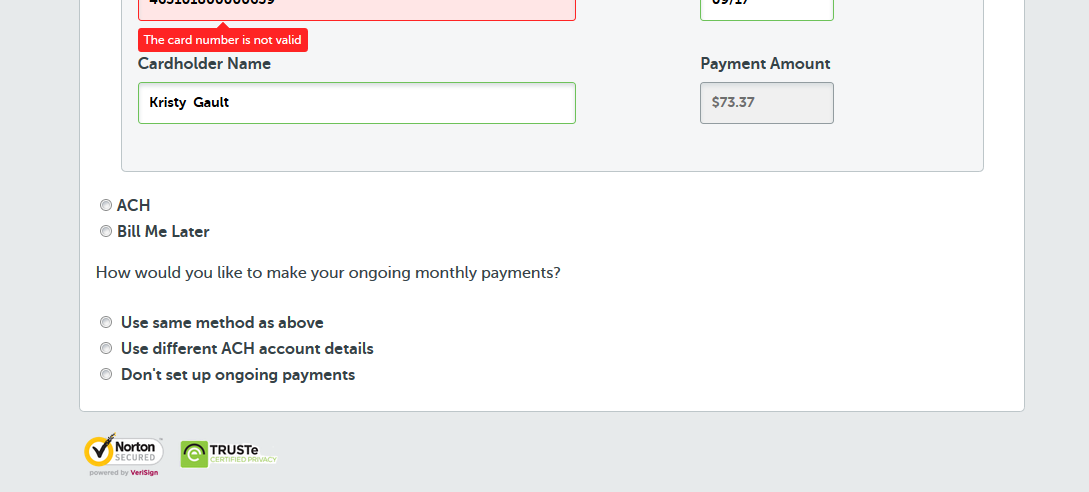 The card number is not valid
Cardholder Name
Payment Amount
Kristy Gault
$73.37
ACH
Bill Me Later
How would you like to make your ongoing monthly payments?
Use same method as above
Use different ACH account details
Don't set up ongoing payments
Norton
SECURED
powered by VeriSign
TRUSTe
CERTIFIED PRIVACY